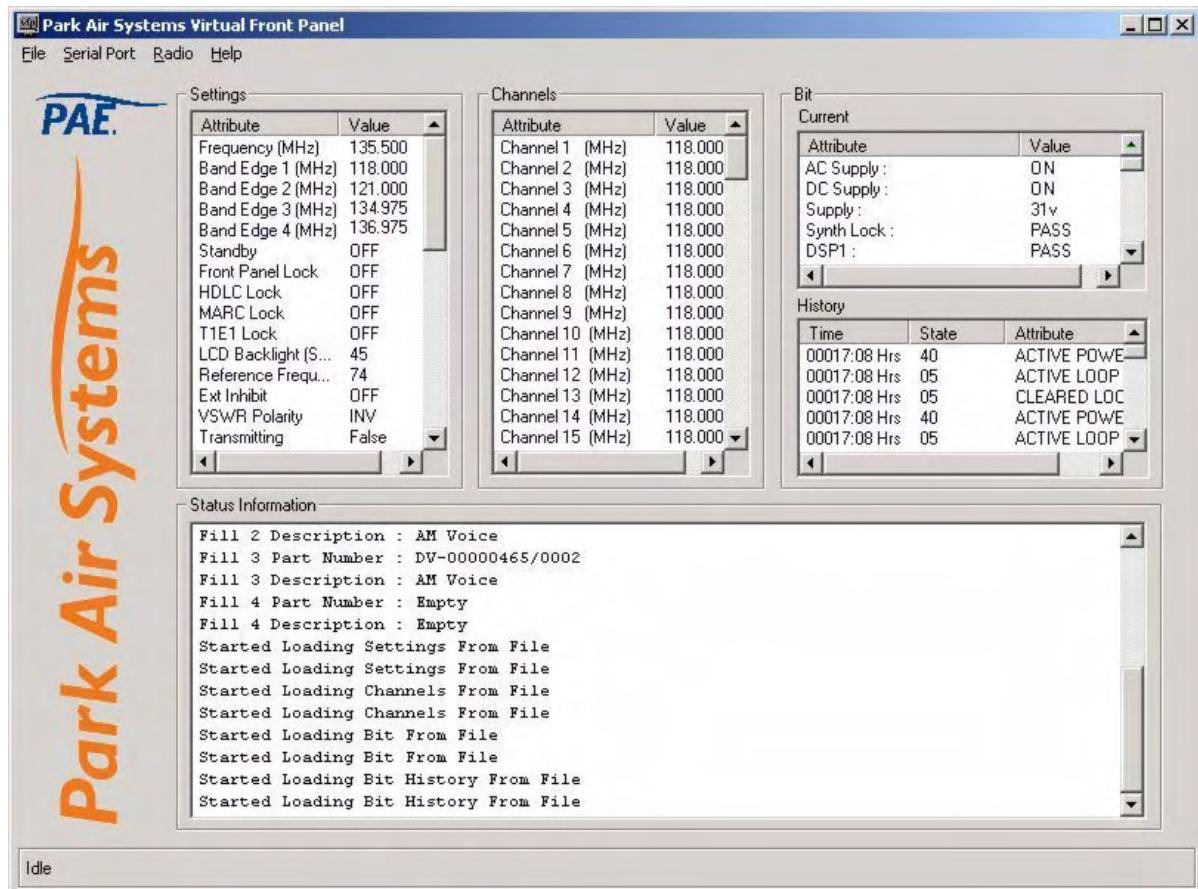 Park Air Systems Virtual Front Panel
File Serial Port Radio Help
PAE.
Park Air Systems
Settings
Attribute Value
Frequency (MHz) 135.500
Band Edge 1 (MHz) 118.000
Band Edge 2 (MHz) 121.000
Band Edge 3 (MHz) 134.975
Band Edge 4 (MHz) 136.975
Standby OFF
Front Panel Lock OFF
HDLC Lock OFF
MARC Lock OFF
T1E1 Lock OFF
LCD Backlight (S... 45
Reference Frequ... 74
Ext Inhibit OFF
VSWR Polarity INV
Transmitting False
Channels
Attribute Value
Channel 1 (MHz) 118.000
Channel 2 (MHz) 118.000
Channel 3 (MHz) 118.000
Channel 4 (MHz) 118.000
Channel 5 (MHz) 118.000
Channel 6 (MHz) 118.000
Channel 7 (MHz) 118.000
Channel 8 (MHz) 118.000
Channel 9 (MHz) 118.000
Channel 10 (MHz) 118.000
Channel 11 (MHz) 118.000
Channel 12 (MHz) 118.000
Channel 13 (MHz) 118.000
Channel 14 (MHz) 118.000
Channel 15 (MHz) 118.000
Bit
Current
Attribute Value
AC Supply : ON
DC Supply : ON
Supply : 31v
Synth Lock : PASS
DSP1 : PASS
History
Time State Attribute
00017:08 Hrs 40 ACTIVE POWE
00017:08 Hrs 05 ACTIVE LOOP
00017:08 Hrs 05 CLEARED LOC
00017:08 Hrs 40 ACTIVE POWE
00017:08 Hrs 05 ACTIVE LOOP
Status Information
Fill 2 Description : AM Voice
Fill 3 Part Number : DV-00000465/0002
Fill 3 Description : AM Voice
Fill 4 Part Number : Empty
Fill 4 Description : Empty
Started Loading Settings From File
Started Loading Settings From File
Started Loading Channels From File
Started Loading Channels From File
Started Loading Bit From File
Started Loading Bit From File
Started Loading Bit History From File
Started Loading Bit History From File
Idle